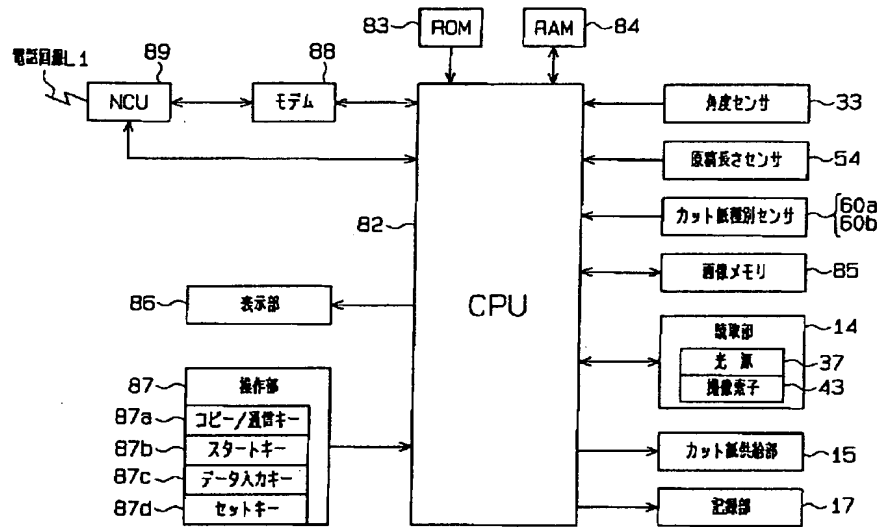 83
ROM
RAM
84
電話回線L1
89
NCU
88
モデム
角度センサ
33
原稿長さセンサ
54
82
カット紙種別センサ
60a
60b
画像メモリ
85
86
表示部
CPU
読取部
14
光源
37
撮像素子
43
87
操作部
87a
コピー/通信キー
87b
スタートキー
87c
データ入力キー
87d
セットキー
カット紙供給部
15
記録部
17